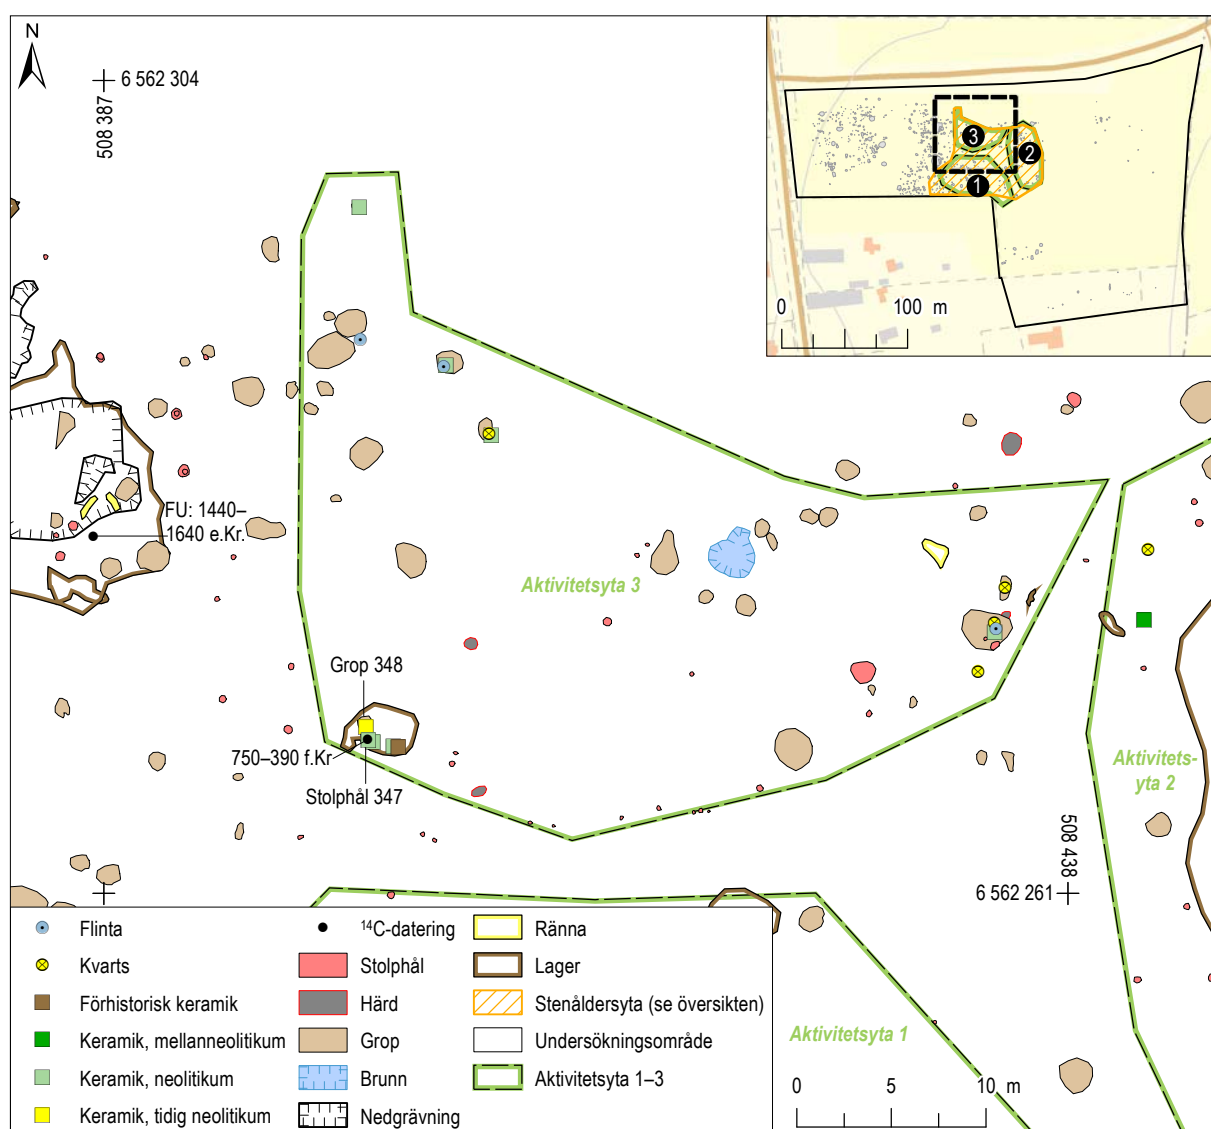 N
6 562 304
508 387
3
2
1
0
100 m
FU: 1440–
1640 e.Kr.
Aktivitetsyta 3
Grop 348
750–390 f.Kr
Stolphål 347
Aktivitets-
yta 2
508 438
6 562 261
Aktivitetsyta 1
0 5 10 m
Flinta
Kvarts
Förhistorisk keramik
Keramik, mellanneolitikum
Keramik, neolitikum
Keramik, tidig neolitikum
14C-datering
Stolphål
Härd
Grop
Brunn
Nedgrävning
Ränna
Lager
Stenåldersyta (se översikten)
Undersökningsområde
Aktivitetsyta 1–3